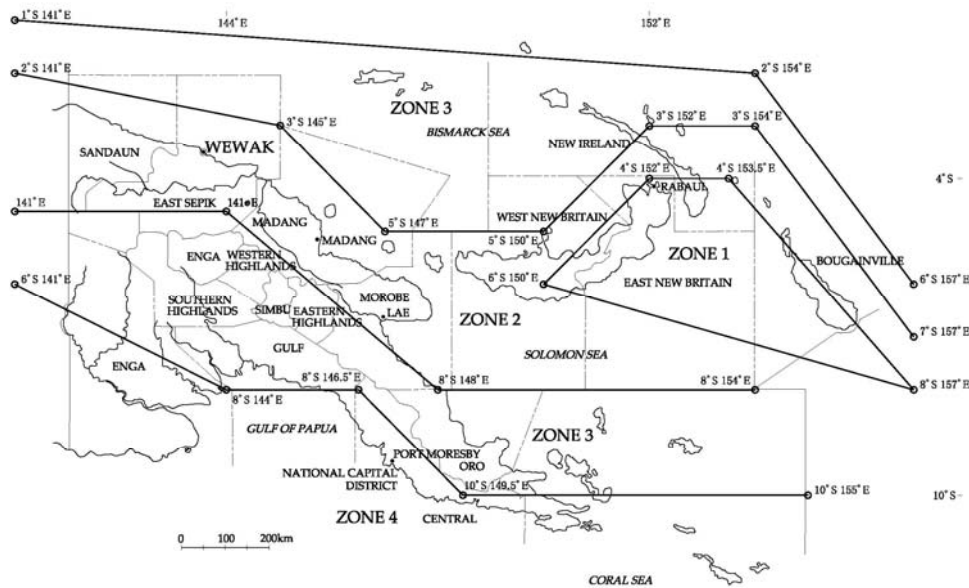 1°S 141°E
144°E
152°E
2°S 141°E
2°S 154°E
ZONE 3
3°S 145°E
BISMARCK SEA
3°S 152°E
3°S 154°E
NEW IRELAND
SANDAUN
WEWAK
4°S 152°E
4°S 153.5°E
4°S
RABAUL
141°E
EAST SEPIK
141°E
MADANG
5°S 147°E
WEST NEW BRITAIN
5°S 150°E
MADANG
ENGA
WESTERN
HIGHLANDS
ZONE 1
BOUGAINVILLE
6°S 141°E
6°S 150°E
EAST NEW BRITAIN
6°S 157°E
SOUTHERN
HIGHLANDS
SIMBU
EASTERN
HIGHLANDS
MOROBE
LAE
ZONE 2
7°S 157°E
GULF
SOLOMON SEA
ENGA
8°S 144°E
8°S 146.5°E
8°S 148°E
8°S 154°E
8°S 157°E
GULF OF PAPUA
ZONE 3
PORT MORESBY
ORO
NATIONAL CAPITAL
DISTRICT
10°S 149.5°E
10°S 155°E
10°S
ZONE 4
CENTRAL
0 100 200km
CORAL SEA